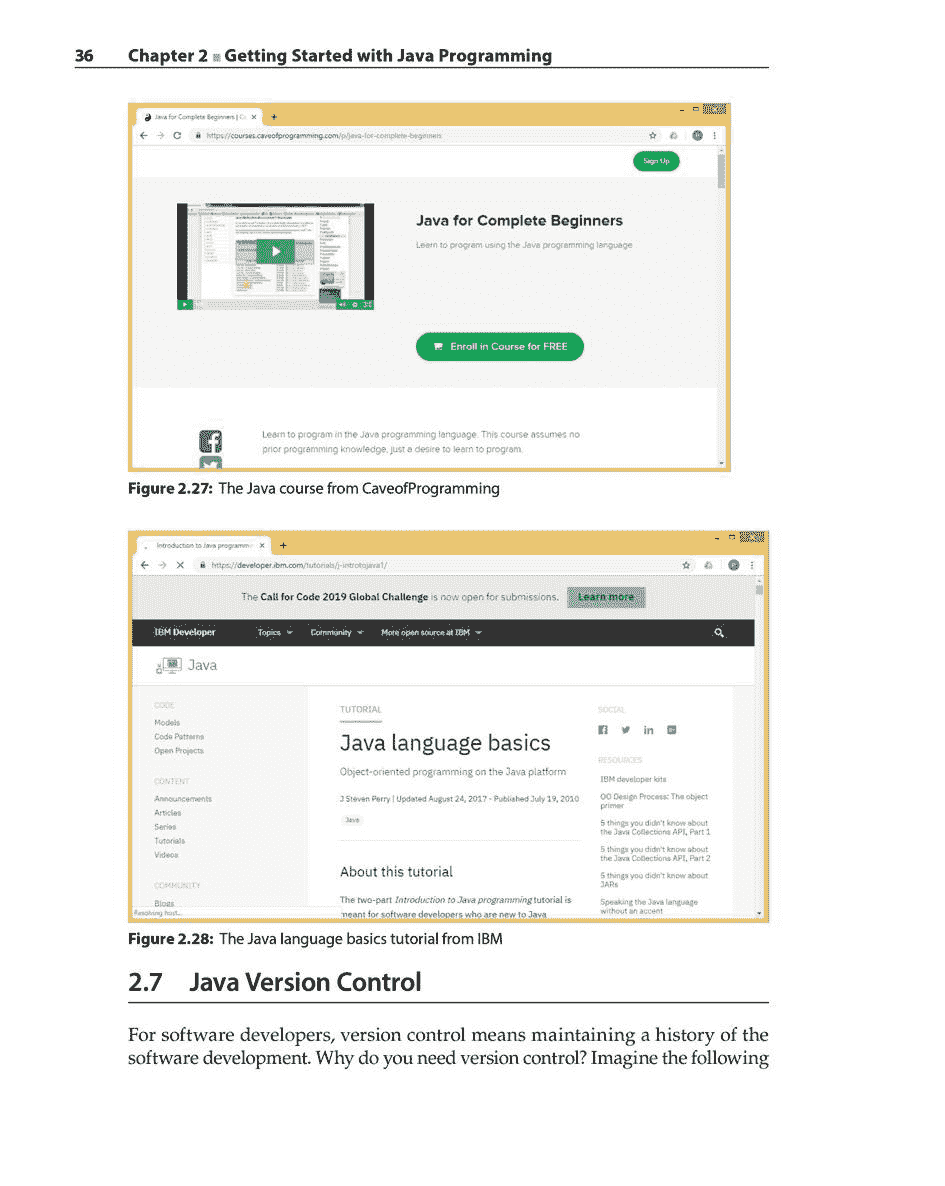 36 Chapter 2 ■ Getting Started with Java Programming
Java for Complete Beginners | C
https://courses.caveofprogramming.com/p/java-for-complete-beginners
Sign Up
Java for Complete Beginners
Learn to program using the Java programming language
Enroll in Course for FREE
Learn to program in the Java programming language. This course assumes no
prior programming knowledge, just a desire to learn to program.
Figure 2.27: The Java course from CaveofProgramming
Introduction to Java programm
https://developer.ibm.com/tutorials/j-introtojava1/
The Call for Code 2019 Global Challenge is now open for submissions. Learn more
IBM Developer Topics Community More open source at IBM
Java
CODE
Models
Code Patterns
Open Projects
CONTENT
Announcements
Articles
Series
Tutorials
Videos
COMMUNITY
Blogs
Resolving host...
TUTORIAL
Java language basics
Object-oriented programming on the Java platform
J Steven Perry | Updated August 24, 2017 - Published July 19, 2010
Java
About this tutorial
The two-part Introduction to Java programming tutorial is
meant for software developers who are new to Java
SOCIAL
RESOURCES
IBM developer kits
OO Design Process: The object
primer
5 things you didn't know about
the Java Collections API, Part 1
5 things you didn't know about
the Java Collections API, Part 2
5 things you didn't know about
JARs
Speaking the Java language
without an accent
Figure 2.28: The Java language basics tutorial from IBM
2.7 Java Version Control
For software developers, version control means maintaining a history of the
software development. Why do you need version control? Imagine the following